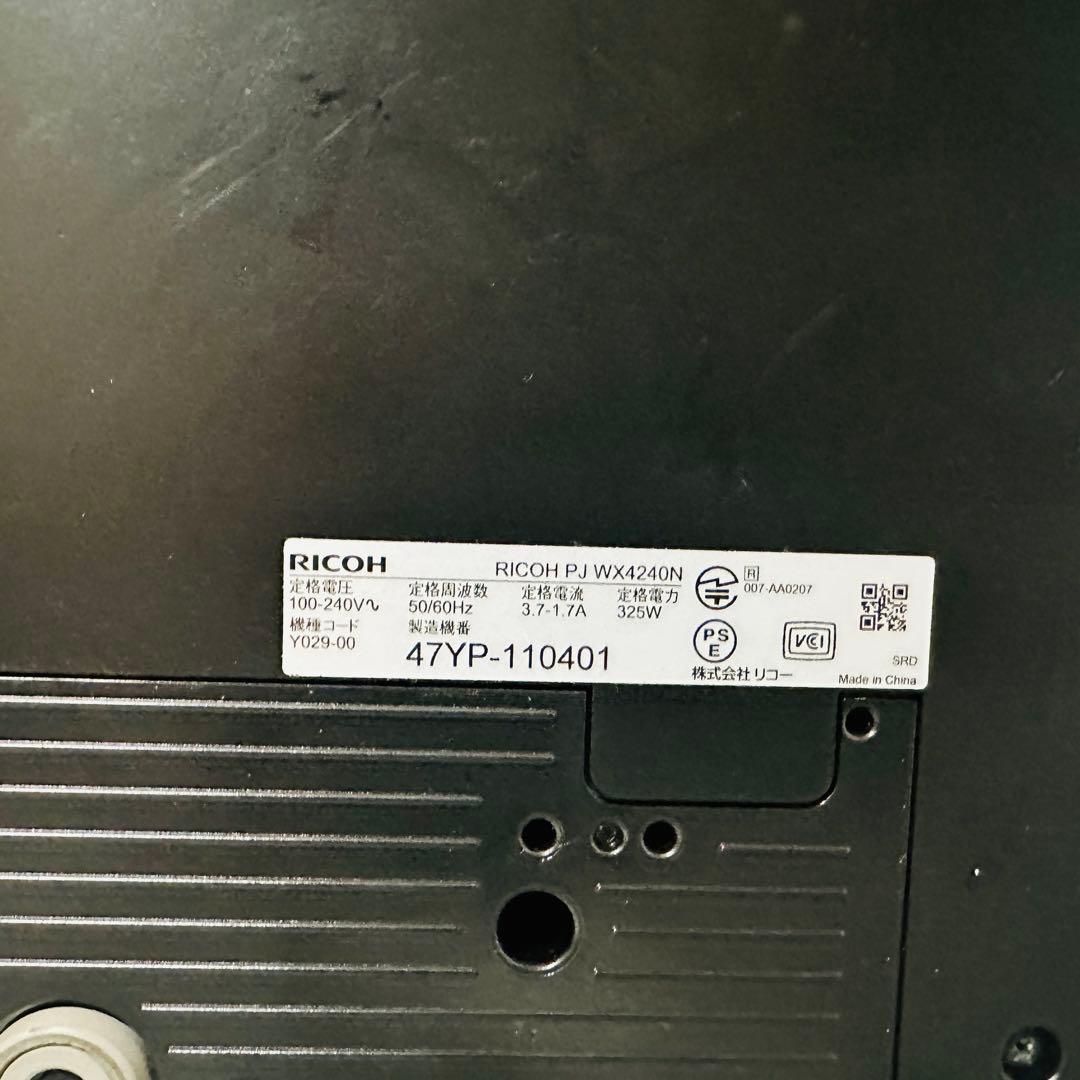 RICOH
RICOH PJ WX4240N
定格電圧 定格周波数 定格電流 定格電力
100-240V∿ 50/60Hz 3.7-1.7A 325W
機種コード 製造機番
Y029-00 47YP-110401
R
007-AA0207
PS
E
VCI
株式会社 リコー
SRD
Made in China